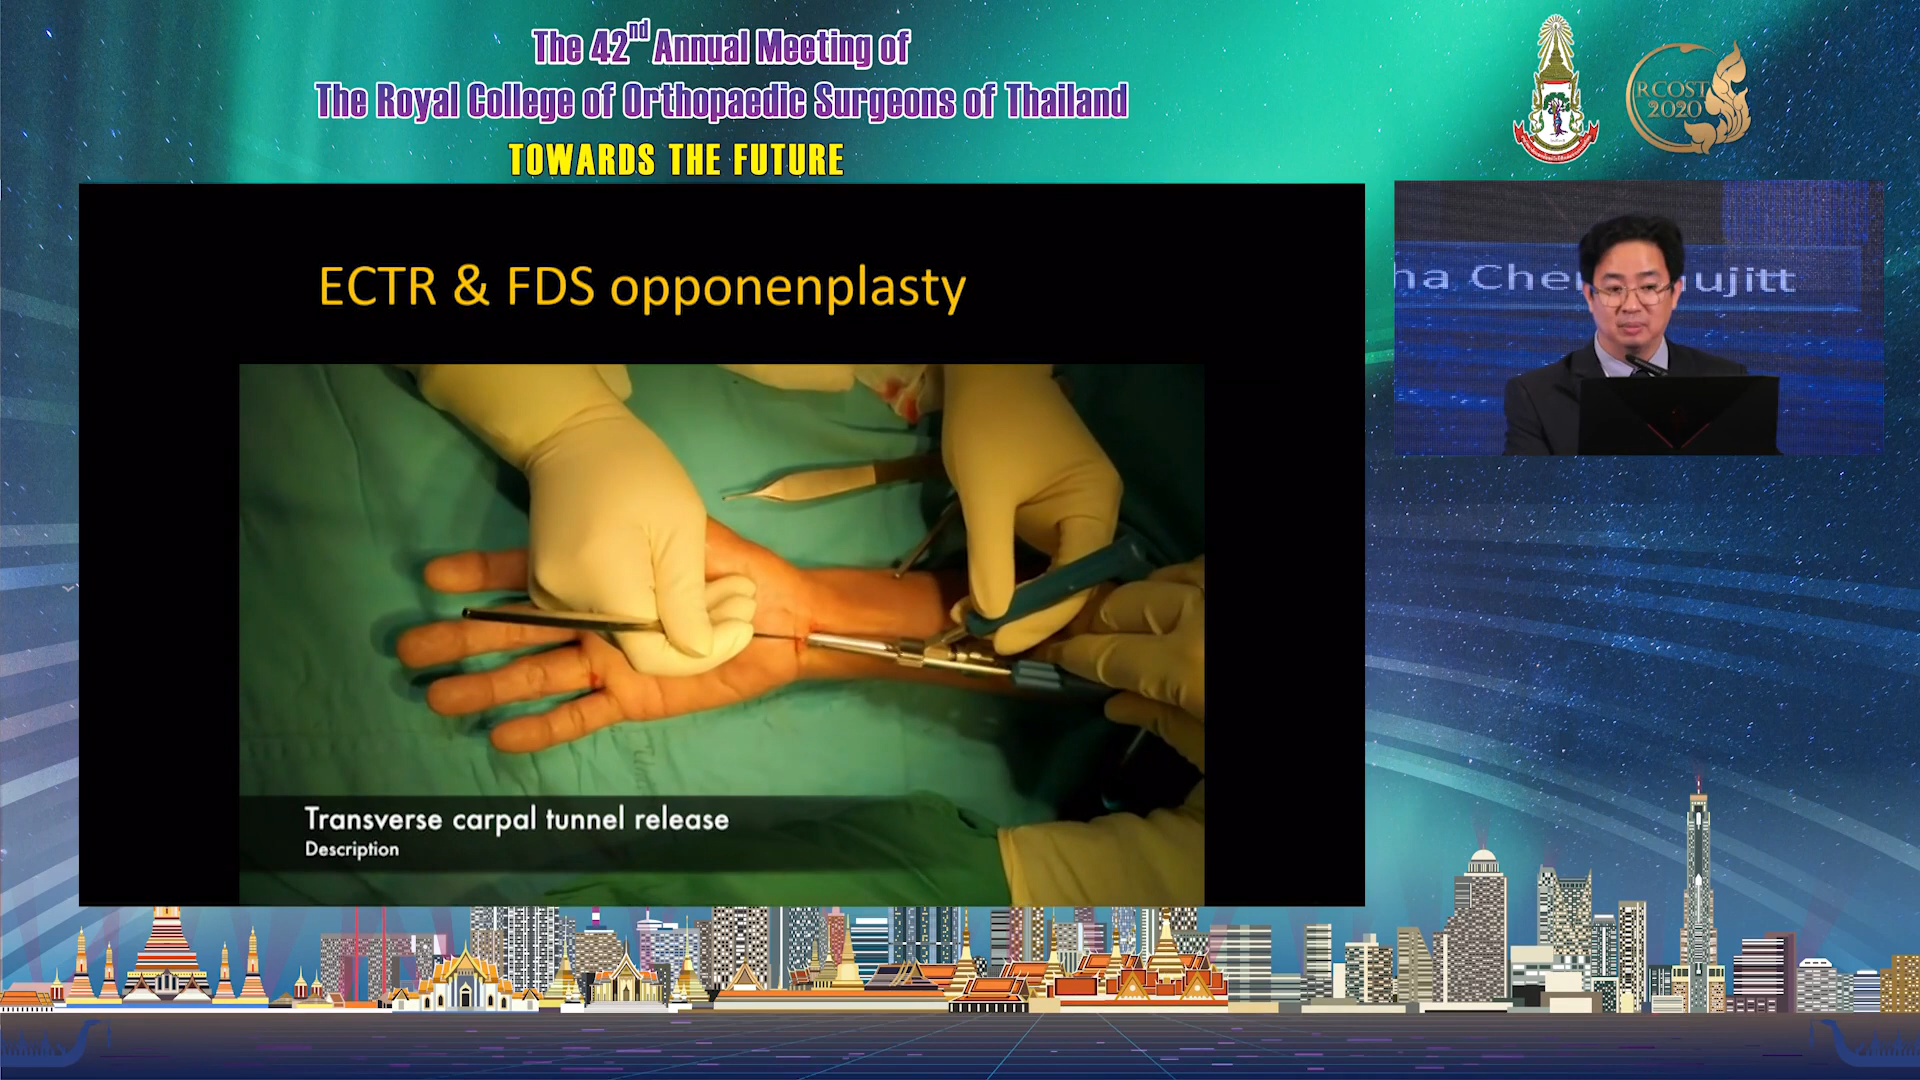 The 42nd Annual Meeting of
The Royal College of Orthopaedic Surgeons of Thailand
TOWARDS THE FUTURE
RCOST
2020
ECTR & FDS opponenplasty
Transverse carpal tunnel release
Description